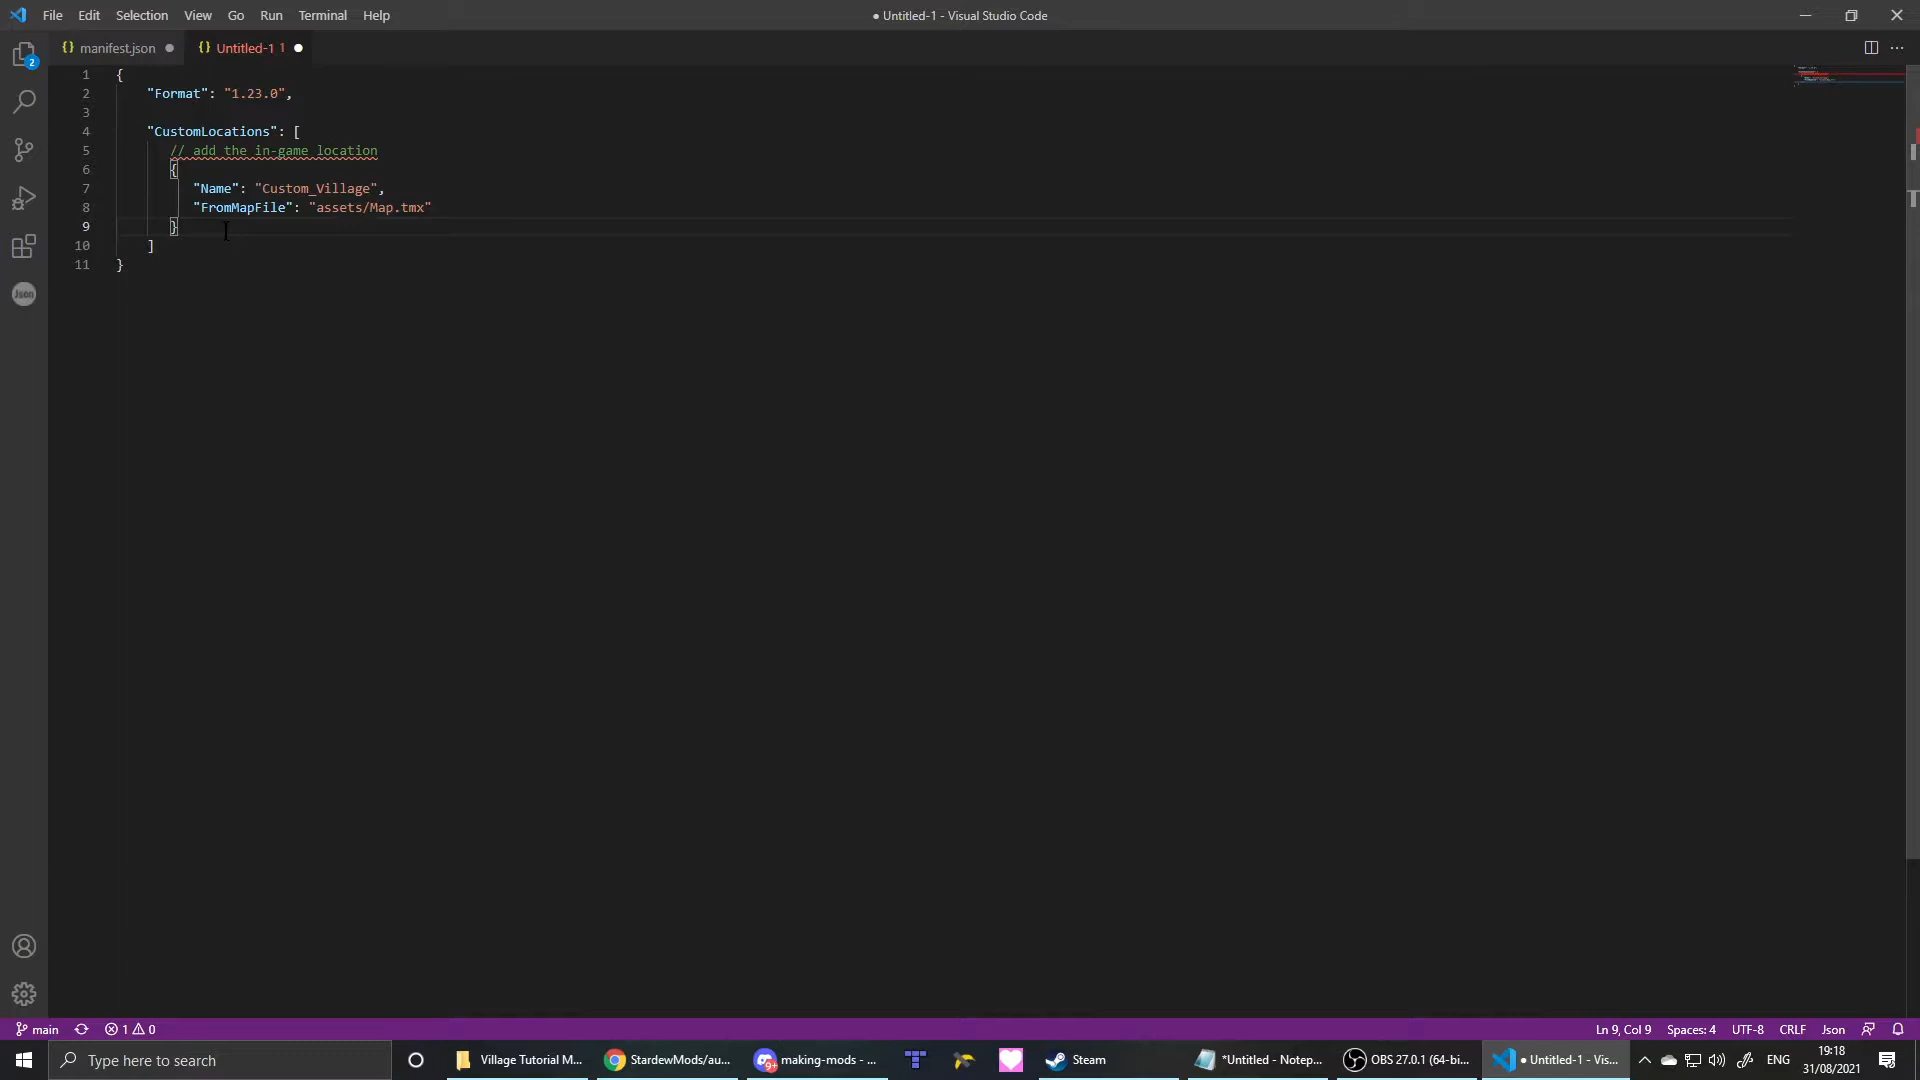 File Edit Selection View Go Run Terminal Help
● Untitled-1 - Visual Studio Code
{} manifest.json ●
{} Untitled-1 1 ●
2
1 {
2 "Format": "1.23.0",
3
4 "CustomLocations": [
5 // add the in-game location
6 {
7 "Name": "Custom_Village",
8 "FromMapFile": "assets/Map.tmx"
9 }
10 ]
11 }
Json
main 1 0
Ln 9, Col 9 Spaces: 4 UTF-8 CRLF Json
Type here to search
Village Tutorial M...
StardewMods/au...
9+
making-mods - ...
Steam
*Untitled - Notep...
OBS 27.0.1 (64-bi...
● Untitled-1 - Vis...
ENG
19:18
31/08/2021